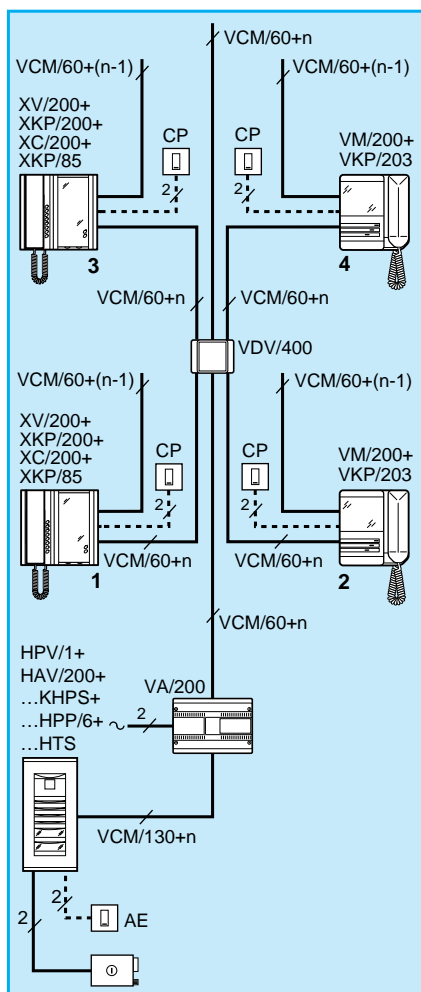 VCM/60+n
VCM/60+(n-1)
VCM/60+(n-1)
XV/200+
XKP/200+
XC/200+
XKP/85
CP
CP
VM/200+
VKP/203
2
2
3
4
VCM/60+n
VCM/60+n
VDV/400
VCM/60+(n-1)
VCM/60+(n-1)
XV/200+
XKP/200+
XC/200+
XKP/85
CP
CP
VM/200+
VKP/203
2
2
VCM/60+n
VCM/60+n
1
2
VCM/60+n
HPV/1+
HAV/200+
…KHPS+
…HPP/6+
…HTS
VA/200
~
2
VCM/130+n
2
2
AE